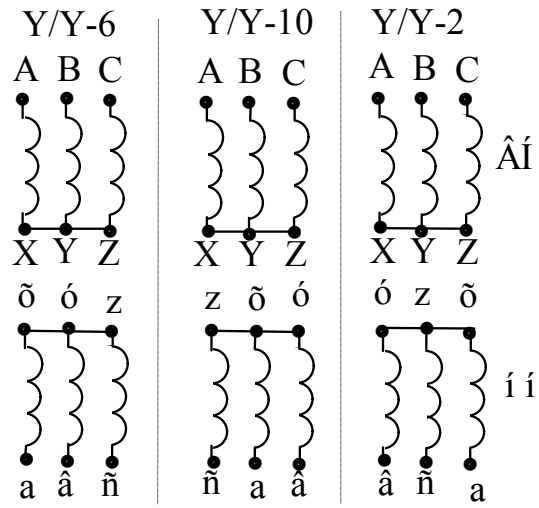 Y/Y-6 Y/Y-10 Y/Y-2
A B C A B C A B C
ÂÍ
X Y Z X Y Z X Y Z
õ ó z z õ ó ó z õ
í í
a â ñ ñ a â â ñ a